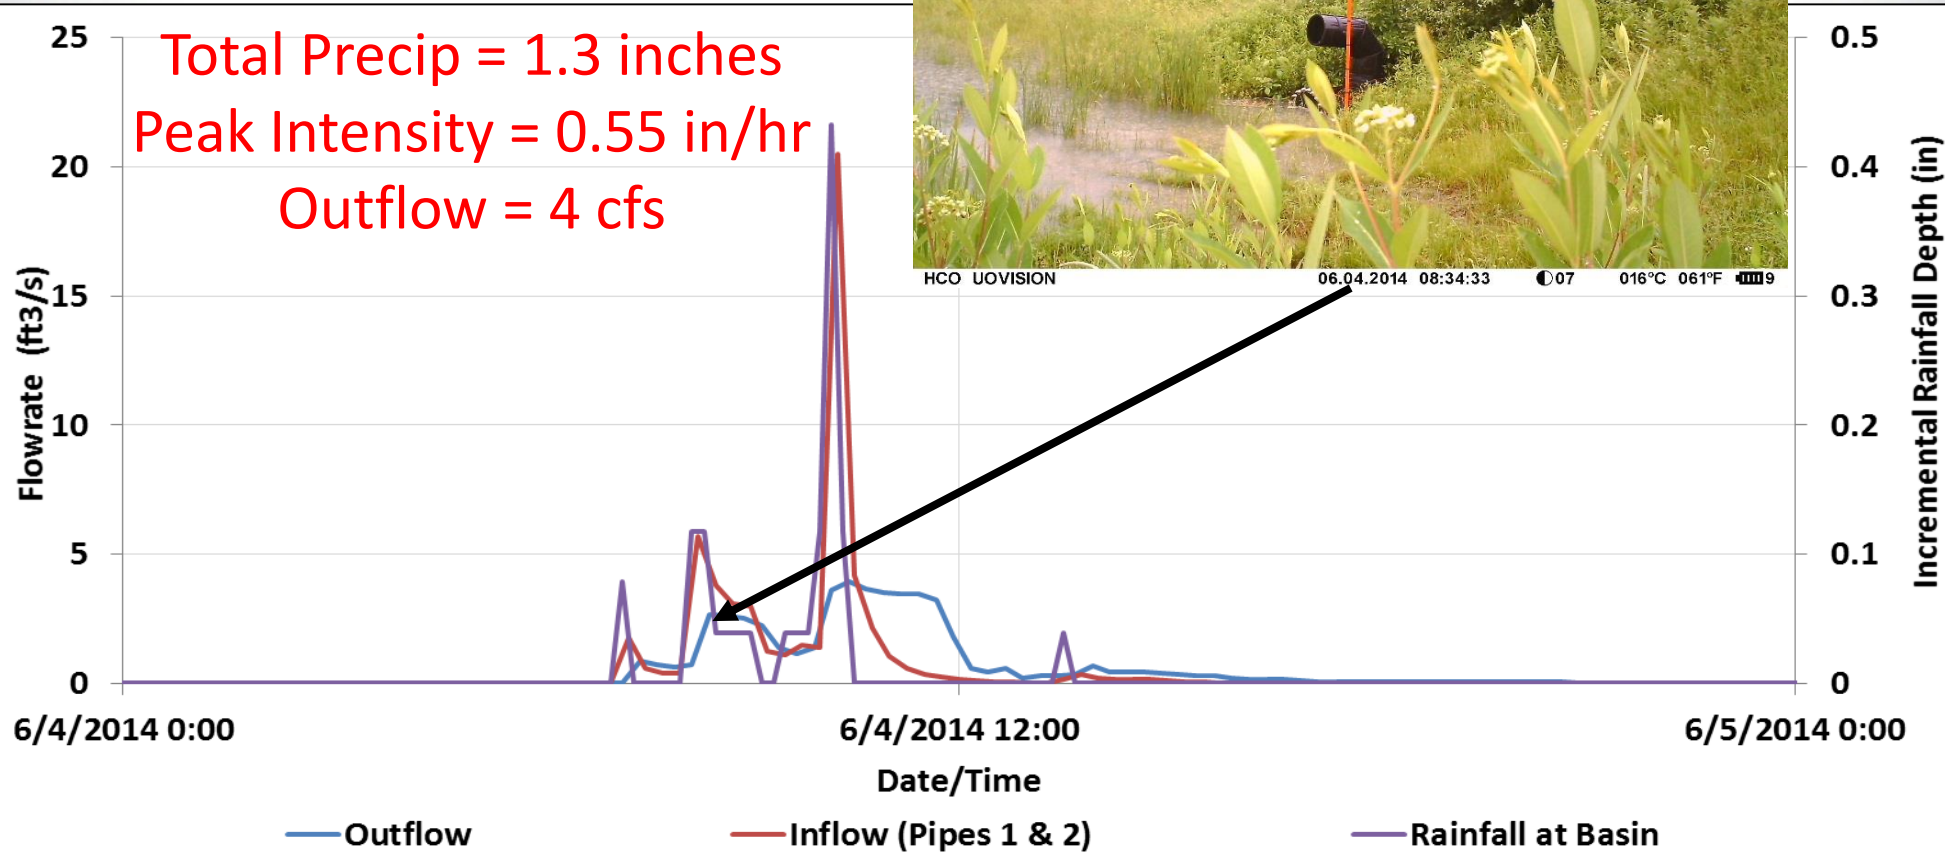 Total Precip = 1.3 inches
Peak Intensity = 0.55 in/hr
Outflow = 4 cfs
HCO UOVISION 06.04.2014 08:34:33 07 016°C 061°F 9
Flowrate (ft3/s)
25
20
15
10
5
0
Incremental Rainfall Depth (in)
0.5
0.4
0.3
0.2
0.1
0
6/4/2014 0:00 6/4/2014 12:00 6/5/2014 0:00
Date/Time
Outflow Inflow (Pipes 1 & 2) Rainfall at Basin